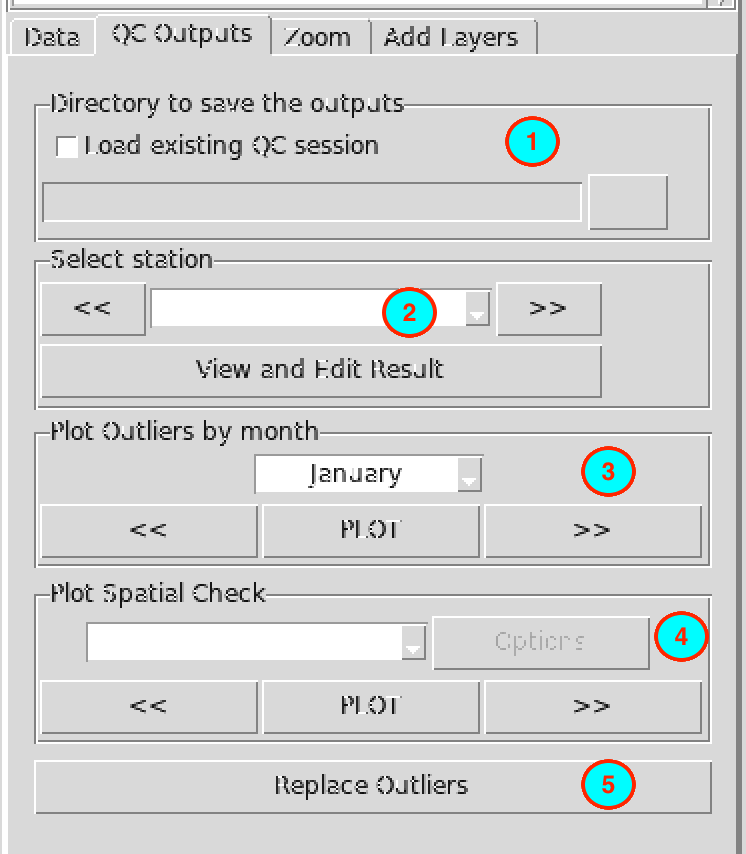 Data QC Outputs Zoom Add Layers
Directory to save the outputs
Load existing QC session 1
Select station
<< 2 >>
View and Edit Result
Plot Outliers by month
January 3
<< PLOT >>
Plot Spatial Check
Options 4
<< PLOT >>
Replace Outliers 5